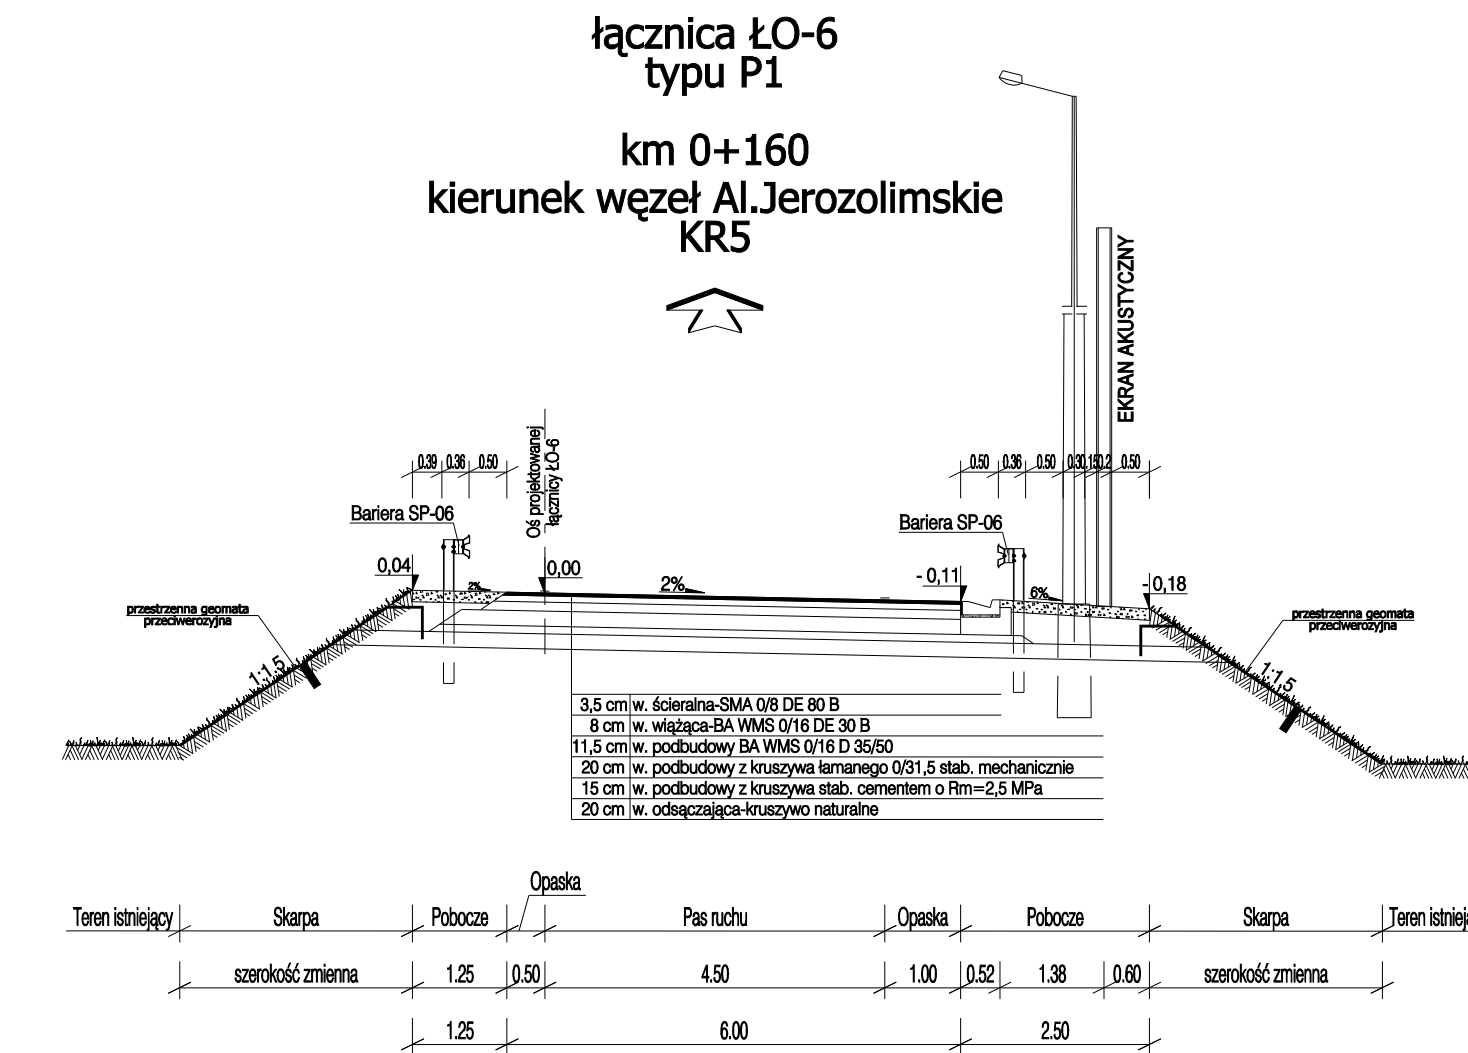 łącznica ŁO-6
typu P1
km 0+160
kierunek węzeł Al.Jerozolimskie
KR5
EKRAN AKUSTYCZNY
0.39 0.36 0.50
Oś projektowanej
łącznicy ŁO-6
0.50 0.36 0.50 0.30 0.15 0.2 0.50
Bariera SP-06
Bariera SP-06
0,04
2%
0,00
2%
- 0,11
6%
- 0,18
przestrzenna geomata
przeciwerozyjna
przestrzenna geomata
przeciwerozyjna
1:1,5
1:1,5
3,5 cm w. ścieralna-SMA 0/8 DE 80 B
8 cm w. wiążąca-BA WMS 0/16 DE 30 B
11,5 cm w. podbudowy BA WMS 0/16 D 35/50
20 cm w. podbudowy z kruszywa łamanego 0/31,5 stab. mechanicznie
15 cm w. podbudowy z kruszywa stab. cementem o Rm=2,5 MPa
20 cm w. odsączająca-kruszywo naturalne
Opaska
Teren istniejący Skarpa Pobocze Pas ruchu Opaska Pobocze Skarpa Teren
szerokość zmienna 1.25 0.50 4.50 1.00 0.52 1.38 0.60 szerokość zmienna
1.25 6.00 2.50